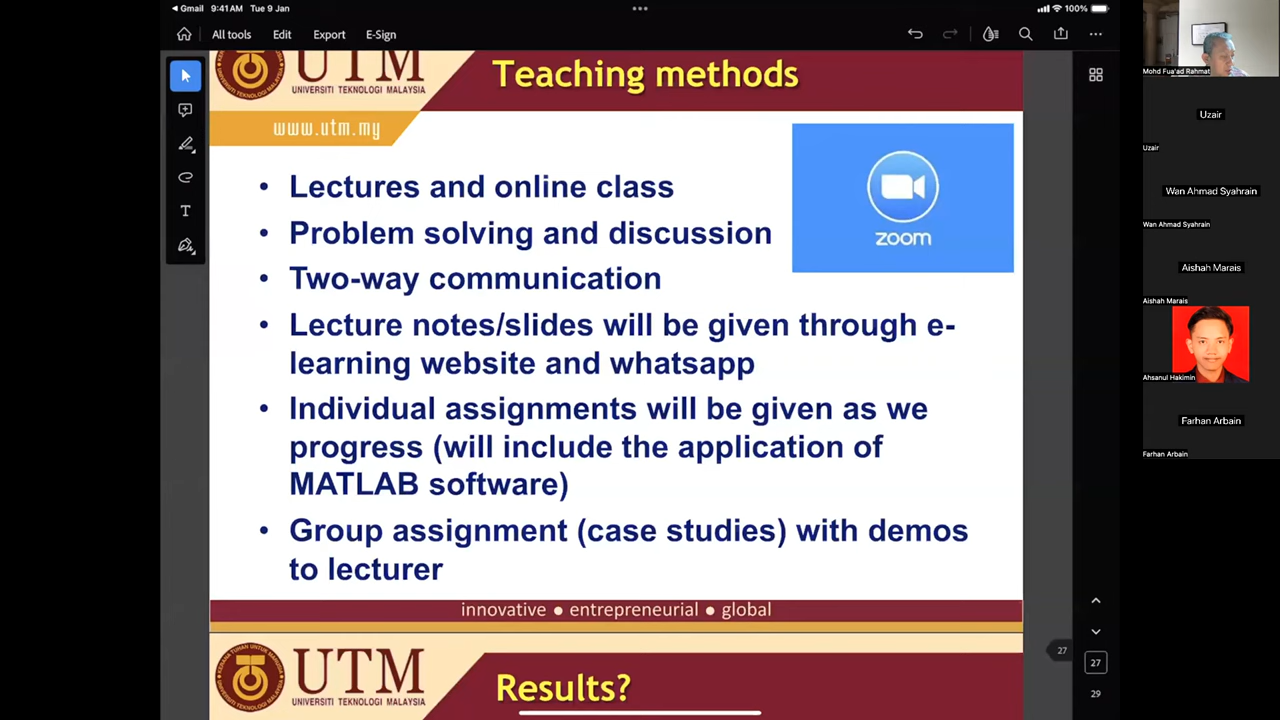 Gmail 9:41 AM Tue 9 Jan
100%
All tools Edit Export E-Sign
UTM
UNIVERSITI TEKNOLOGI MALAYSIA
Teaching methods
www.utm.my
zoom
• Lectures and online class
• Problem solving and discussion
• Two-way communication
• Lecture notes/slides will be given through e-
learning website and whatsapp
• Individual assignments will be given as we
progress (will include the application of
MATLAB software)
• Group assignment (case studies) with demos
to lecturer
innovative ● entrepreneurial ● global
UTM
UNIVERSITI TEKNOLOGI MALAYSIA
Results?
27
27
29
Mohd Fua'ad Rahmat
Uzair
Uzair
Wan Ahmad Syahrain
Wan Ahmad Syahrain
Aishah Marais
Aishah Marais
Ahsanul Hakimin
Farhan Arbain
Farhan Arbain